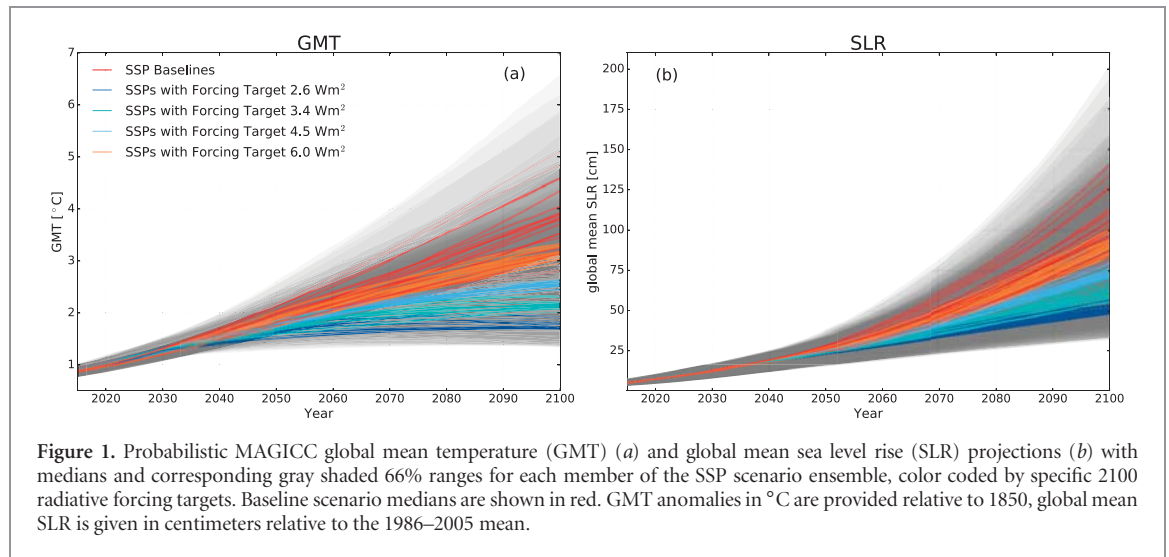 GMT
7
6
5
4
3
2
1
GMT [°C]
SSP Baselines
SSPs with Forcing Target 2.6 Wm²
SSPs with Forcing Target 3.4 Wm²
SSPs with Forcing Target 4.5 Wm²
SSPs with Forcing Target 6.0 Wm²
(a)
2020 2030 2040 2050 2060 2070 2080 2090 2100
Year
SLR
200
175
150
125
100
75
50
25
global mean SLR [cm]
(b)
2020 2030 2040 2050 2060 2070 2080 2090 2100
Year
Figure 1. Probabilistic MAGICC global mean temperature (GMT) (a) and global mean sea level rise (SLR) projections (b) with
medians and corresponding gray shaded 66% ranges for each member of the SSP scenario ensemble, color coded by specific 2100
radiative forcing targets. Baseline scenario medians are shown in red. GMT anomalies in °C are provided relative to 1850, global mean
SLR is given in centimeters relative to the 1986–2005 mean.